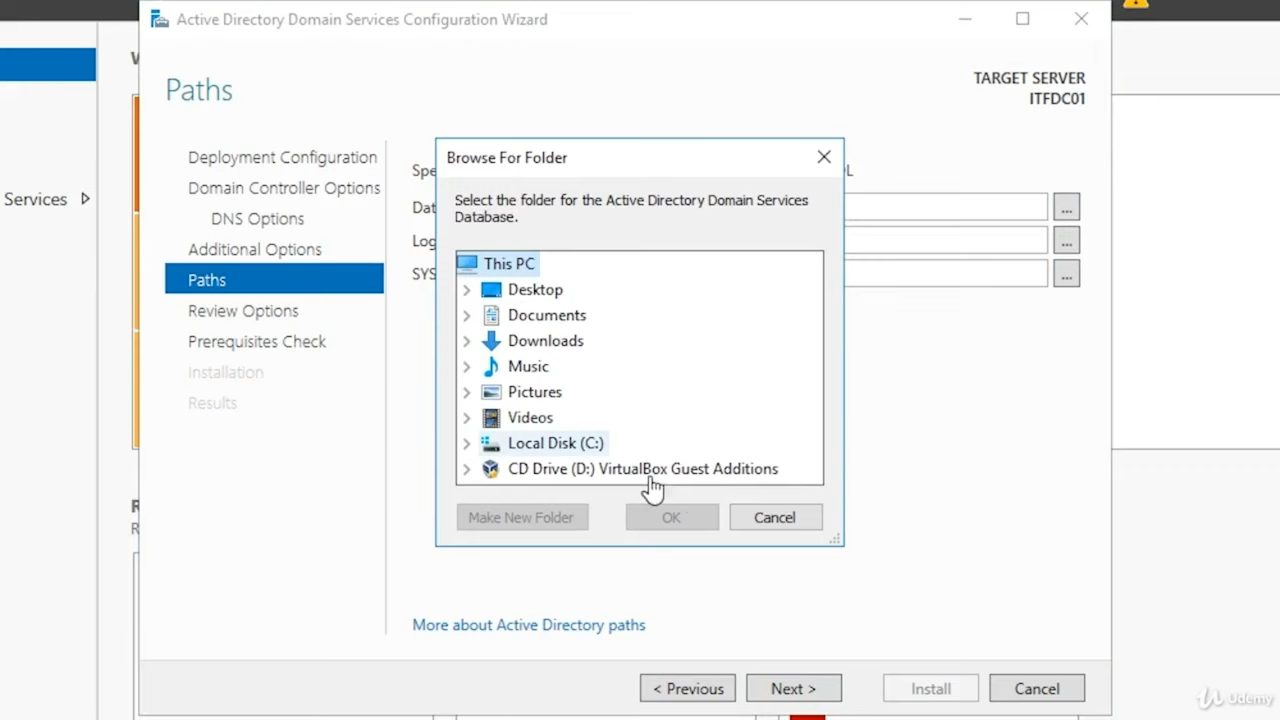 Active Directory Domain Services Configuration Wizard
Paths
TARGET SERVER
ITFDC01
Services
Deployment Configuration
Domain Controller Options
DNS Options
Additional Options
Paths
Review Options
Prerequisites Check
Installation
Results
Browse For Folder
Select the folder for the Active Directory Domain Services
Database.
This PC
Desktop
Documents
Downloads
Music
Pictures
Videos
Local Disk (C:)
CD Drive (D:) VirtualBox Guest Additions
Make New Folder
OK
Cancel
...
...
...
More about Active Directory paths
< Previous
Next >
Install
Cancel
Udemy